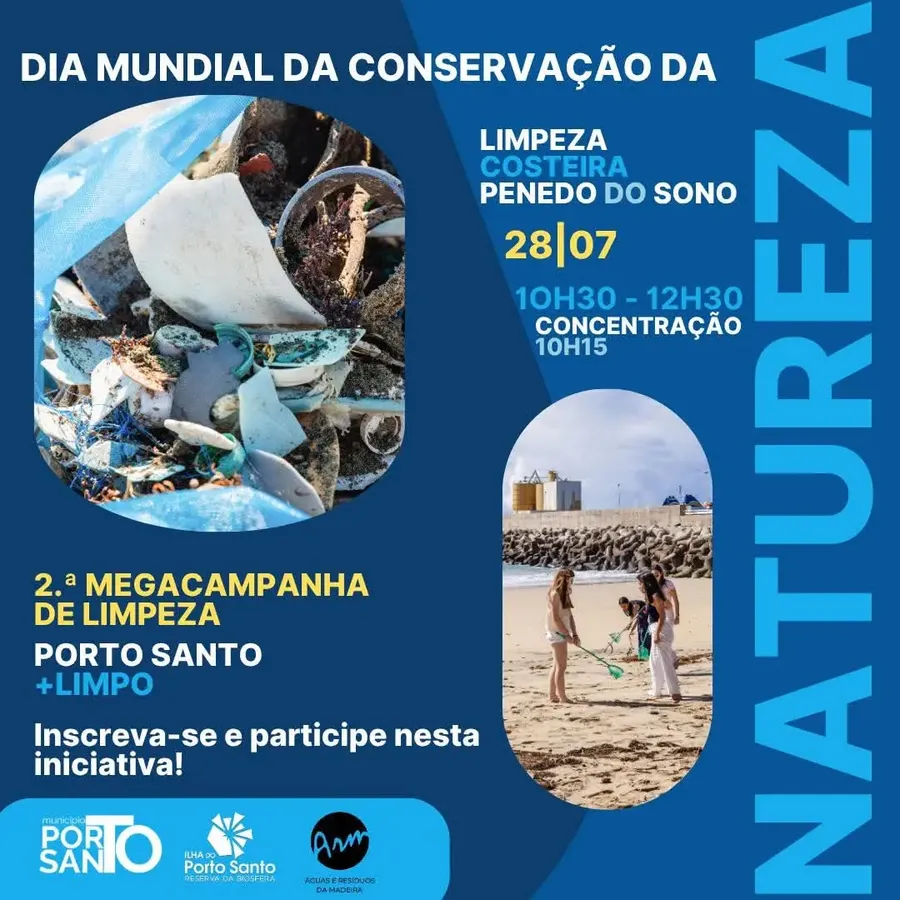 DIA MUNDIAL DA CONSERVAÇÃO DA
NATUREZA
LIMPEZA
COSTEIRA
PENEDO DO SONO
28|07
10H30 - 12H30
CONCENTRAÇÃO
10H15
2.ª MEGACAMPANHA
DE LIMPEZA
PORTO SANTO
+LIMPO
Inscreva-se e participe nesta
iniciativa!
município
PORTO
SANTO
ILHA DO
Porto Santo
RESERVA DA BIOSFERA
Arm
ÁGUAS E RESÍDUOS
DA MADEIRA